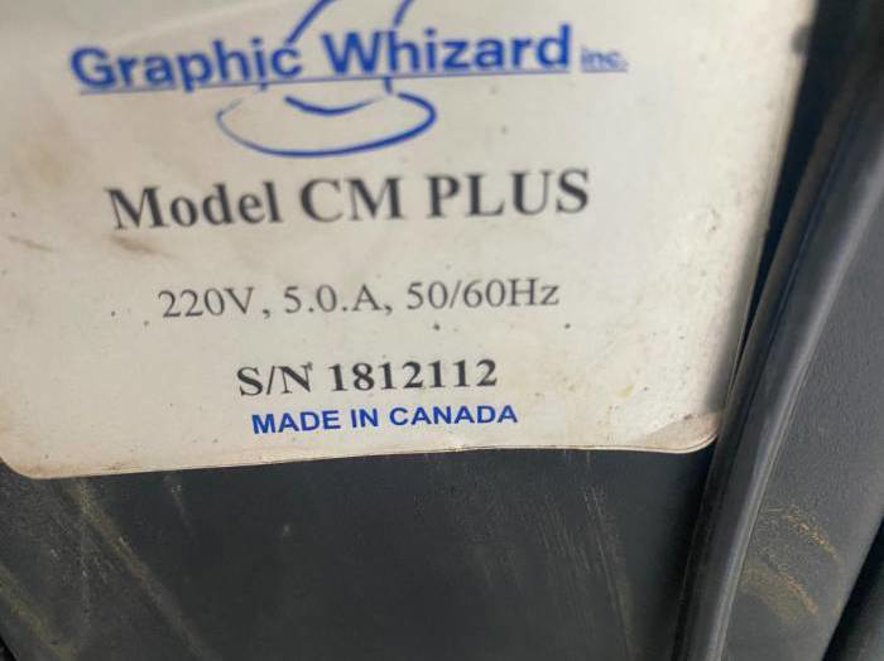 Graphic Whizard inc.
Model CM PLUS
220V, 5.0.A, 50/60Hz
S/N 1812112
MADE IN CANADA